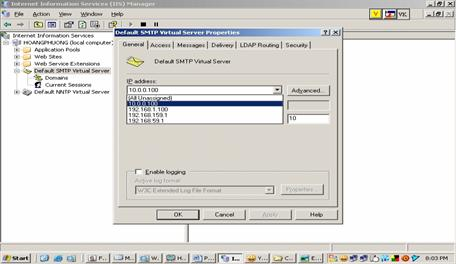 Internet Information Services (IIS) Manager
File Action View Window Help
Internet Information Services
HOANGPHUONG (local computer)
Application Pools
Web Sites
Web Service Extensions
Default SMTP Virtual Server
Domains
Current Sessions
Default NNTP Virtual Server
Default SMTP Virtual Server Properties
General Access Messages Delivery LDAP Routing Security
Default SMTP Virtual Server
IP address:
10.0.0.100
Advanced...
(All Unassigned)
10.0.0.100
192.168.1.100
192.168.159.1
192.168.59.1
10
Enable logging
Active log format:
W3C Extended Log File Format
Properties...
OK Cancel Apply Help
Start
8:03 PM